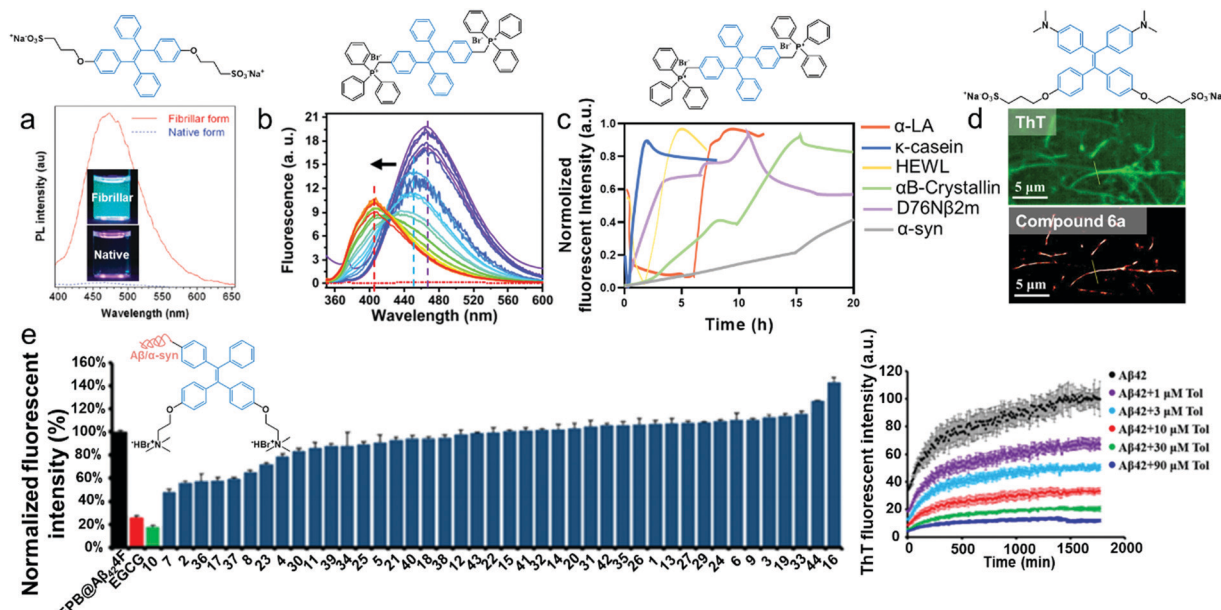 +Na-O3S
O
O
SO3-Na+
Br-
P+
P+
Br-
Br-
P+
P+
Br-
N
N
Na-O3S
O
O
SO3-Na
a
Fibrillar form
Native form
PL intensity (au)
Fibrillar
Native
400 450 500 550 600 650
Wavelength (nm)
b
Fluorescence (a. u.)
21
18
15
12
9
6
3
0
360 400 440 480 520 560 600
Wavelength (nm)
c
Normolized
fluorescent Intensity (a.u.)
1.0
0.8
0.6
0.4
0.2
0.0
0 5 10 15 20
Time (h)
α-LA
κ-casein
HEWL
αB-Crystallin
D76Nβ2m
α-syn
d
ThT
5 μm
Compound 6a
5 μm
e
Aβ/α-syn
O
O
-HBr+N
-HBr+N
Normalized fluorescent
intensity (%)
160%
140%
120%
100%
80%
60%
40%
20%
0%
EPB@Aβ424F
EGCG
10 7 2 36 17 37 8 23 4 30 11 39 34 25 5 21 40 18 38 12 43 22 15 41 32 14 20 31 42 35 26 1 13 27 28 29 24 6 9 3 19 33 44 16
ThT fluorescent intensity (a.u.)
120
100
80
60
40
20
0
0 500 1000 1500 2000
Time (min)
Aβ42
Aβ42+1 μM Tol
Aβ42+3 μM Tol
Aβ42+10 μM Tol
Aβ42+30 μM Tol
Aβ42+90 μM Tol